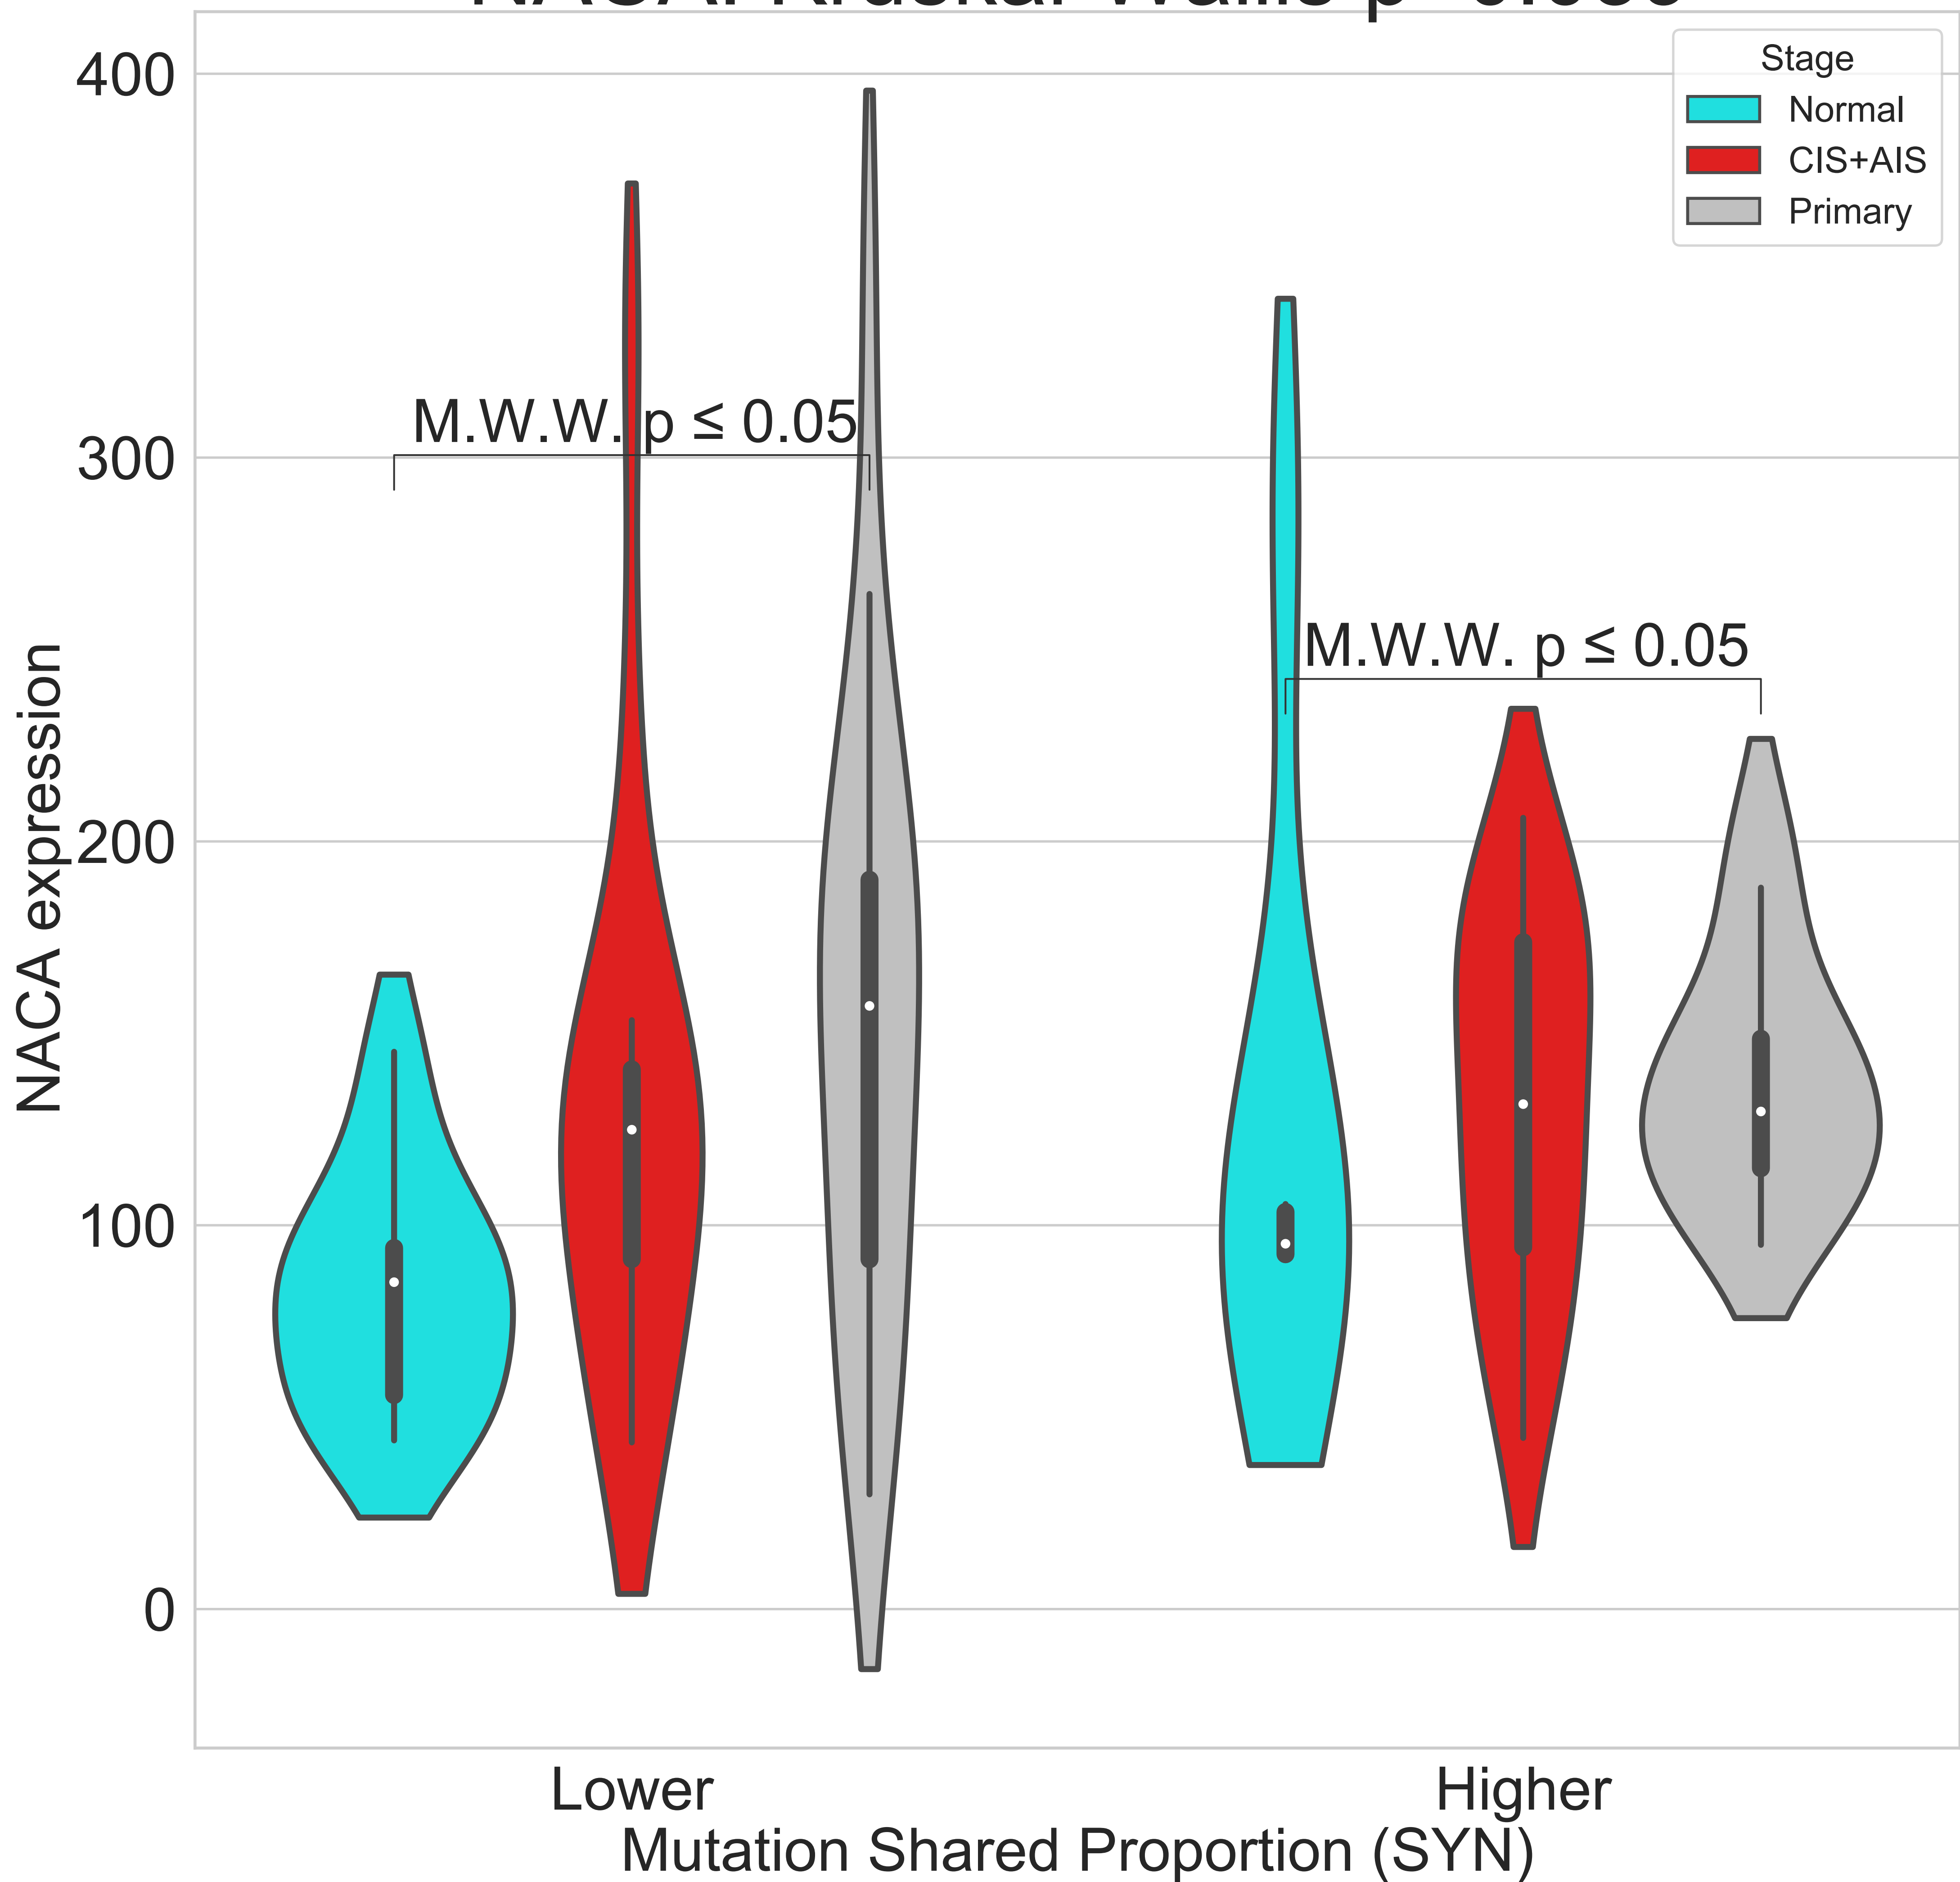 400
300
200
100
0
NACA expression
Stage
Normal
CIS+AIS
Primary
M.W.W. p ≤ 0.05
M.W.W. p ≤ 0.05
Lower
Higher
Mutation Shared Proportion (SYN)